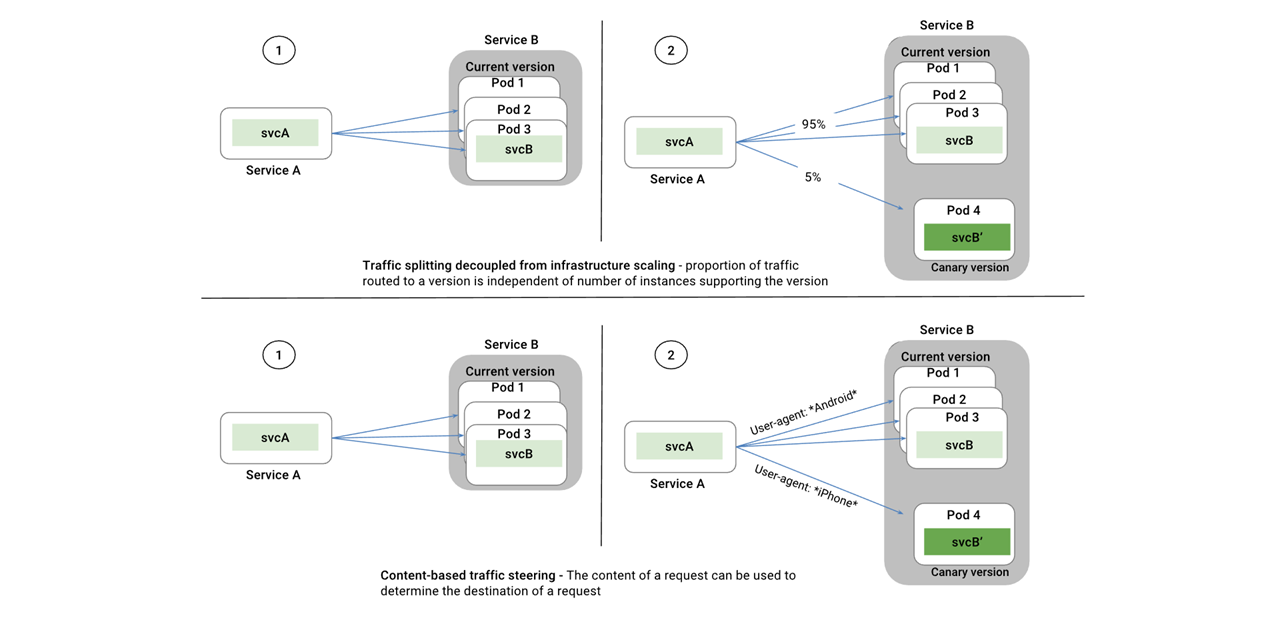 1
Service B
Current version
Pod 1
Pod 2
Pod 3
svcA
svcB
Service A
2
Service B
Current version
Pod 1
Pod 2
Pod 3
95%
svcA
svcB
Service A
5%
Pod 4
svcB’
Canary version
Traffic splitting decoupled from infrastructure scaling - proportion of traffic
routed to a version is independent of number of instances supporting the version
1
Service B
Current version
Pod 1
Pod 2
Pod 3
svcA
svcB
Service A
2
Service B
Current version
Pod 1
Pod 2
Pod 3
User-agent: *Android*
svcA
svcB
Service A
User-agent: *iPhone*
Pod 4
svcB’
Canary version
Content-based traffic steering - The content of a request can be used to
determine the destination of a request